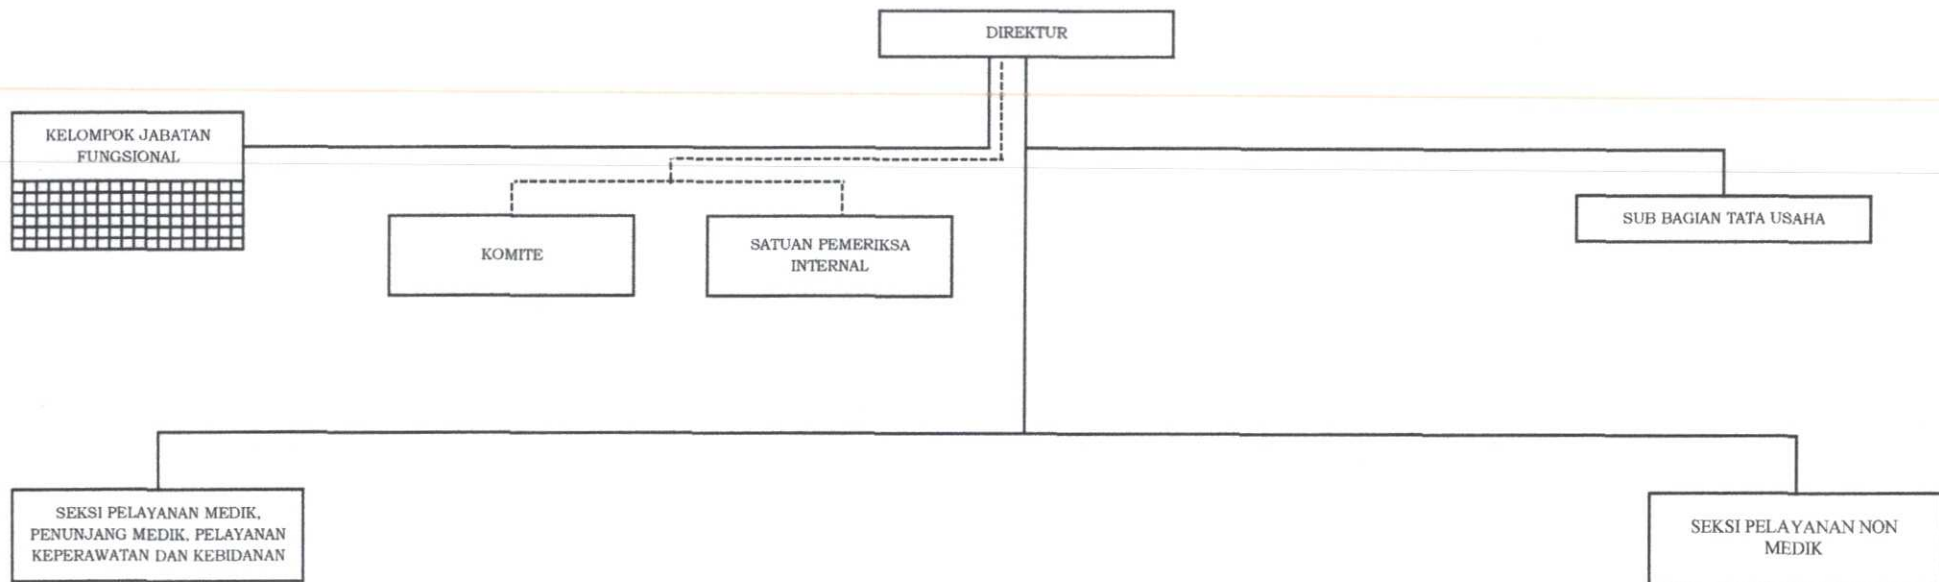 DIREKTUR
KELOMPOK JABATAN
FUNGSIONAL
KOMITE
SATUAN PEMERIKSA
INTERNAL
SUB BAGIAN TATA USAHA
SEKSI PELAYANAN MEDIK,
PENUNJANG MEDIK, PELAYANAN
KEPERAWATAN DAN KEBIDANAN
SEKSI PELAYANAN NON
MEDIK